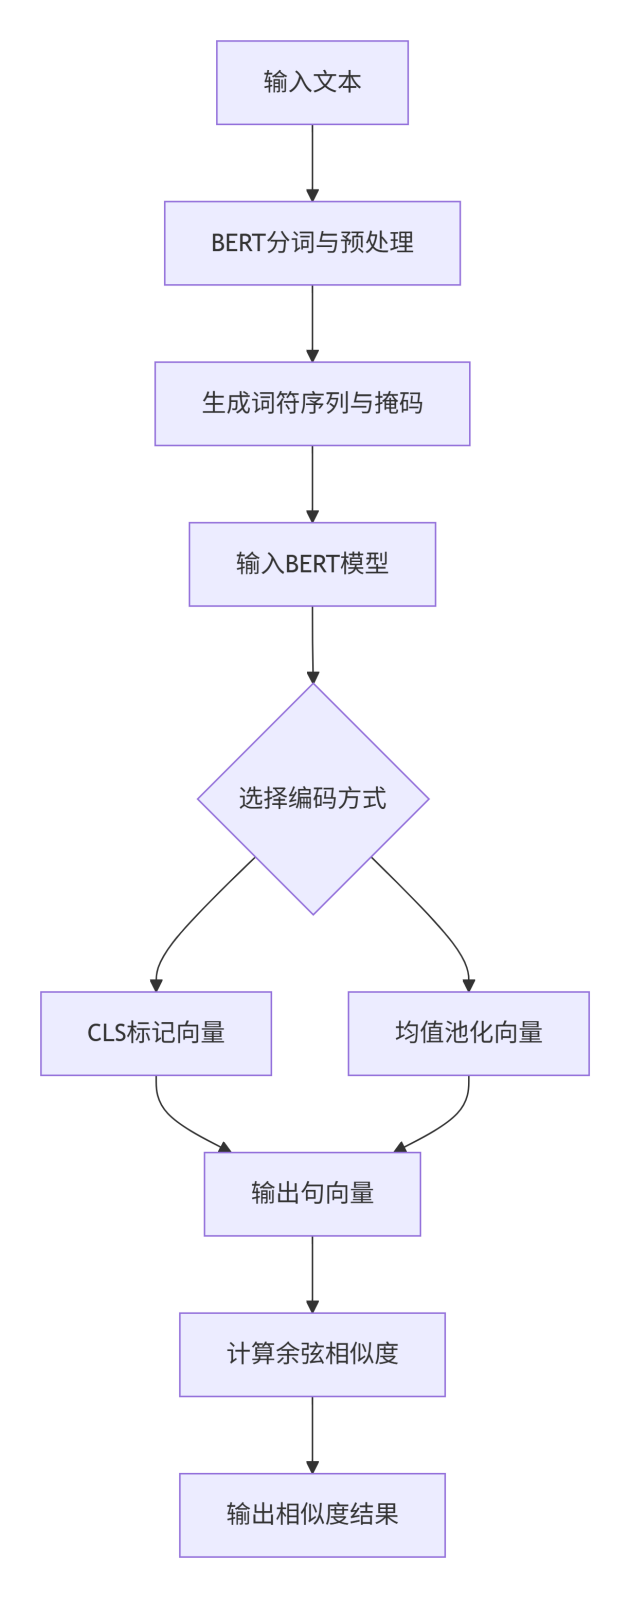 输入文本
BERT分词与预处理
生成词符序列与掩码
输入BERT模型
选择编码方式
CLS标记向量
均值池化向量
输出句向量
计算余弦相似度
输出相似度结果